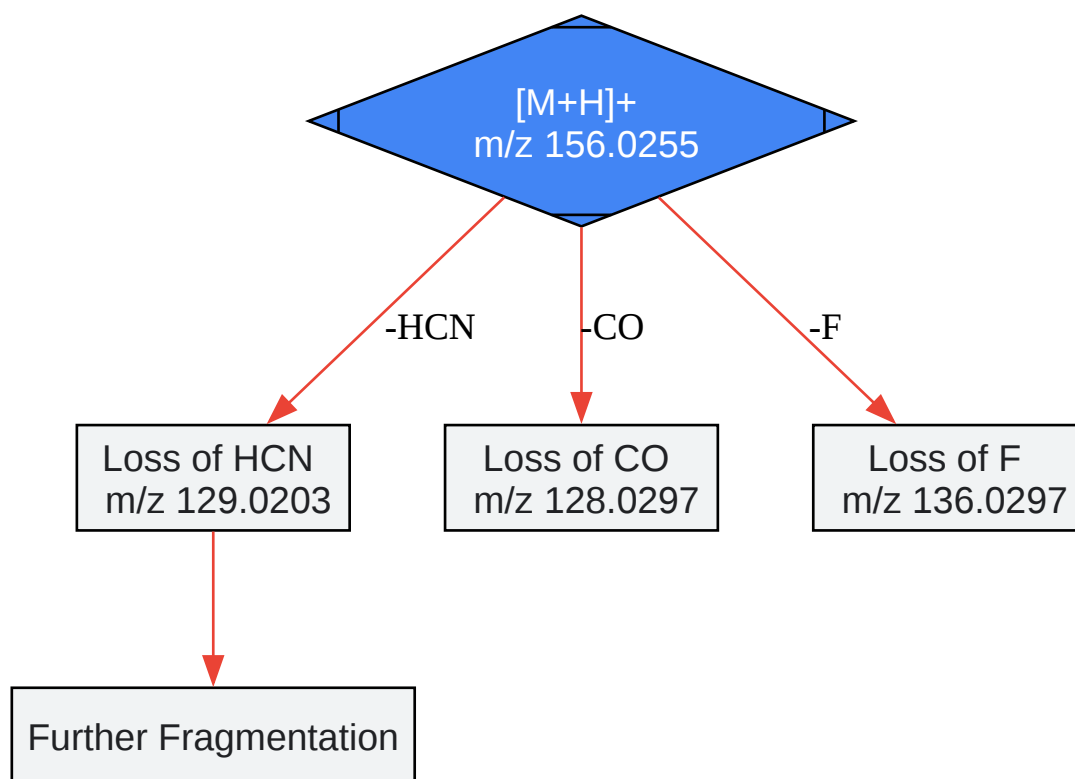 [M+H]+
m/z 156.0255
-HCN
-CO
-F
Loss of HCN
m/z 129.0203
Loss of CO
m/z 128.0297
Loss of F
m/z 136.0297
Further Fragmentation